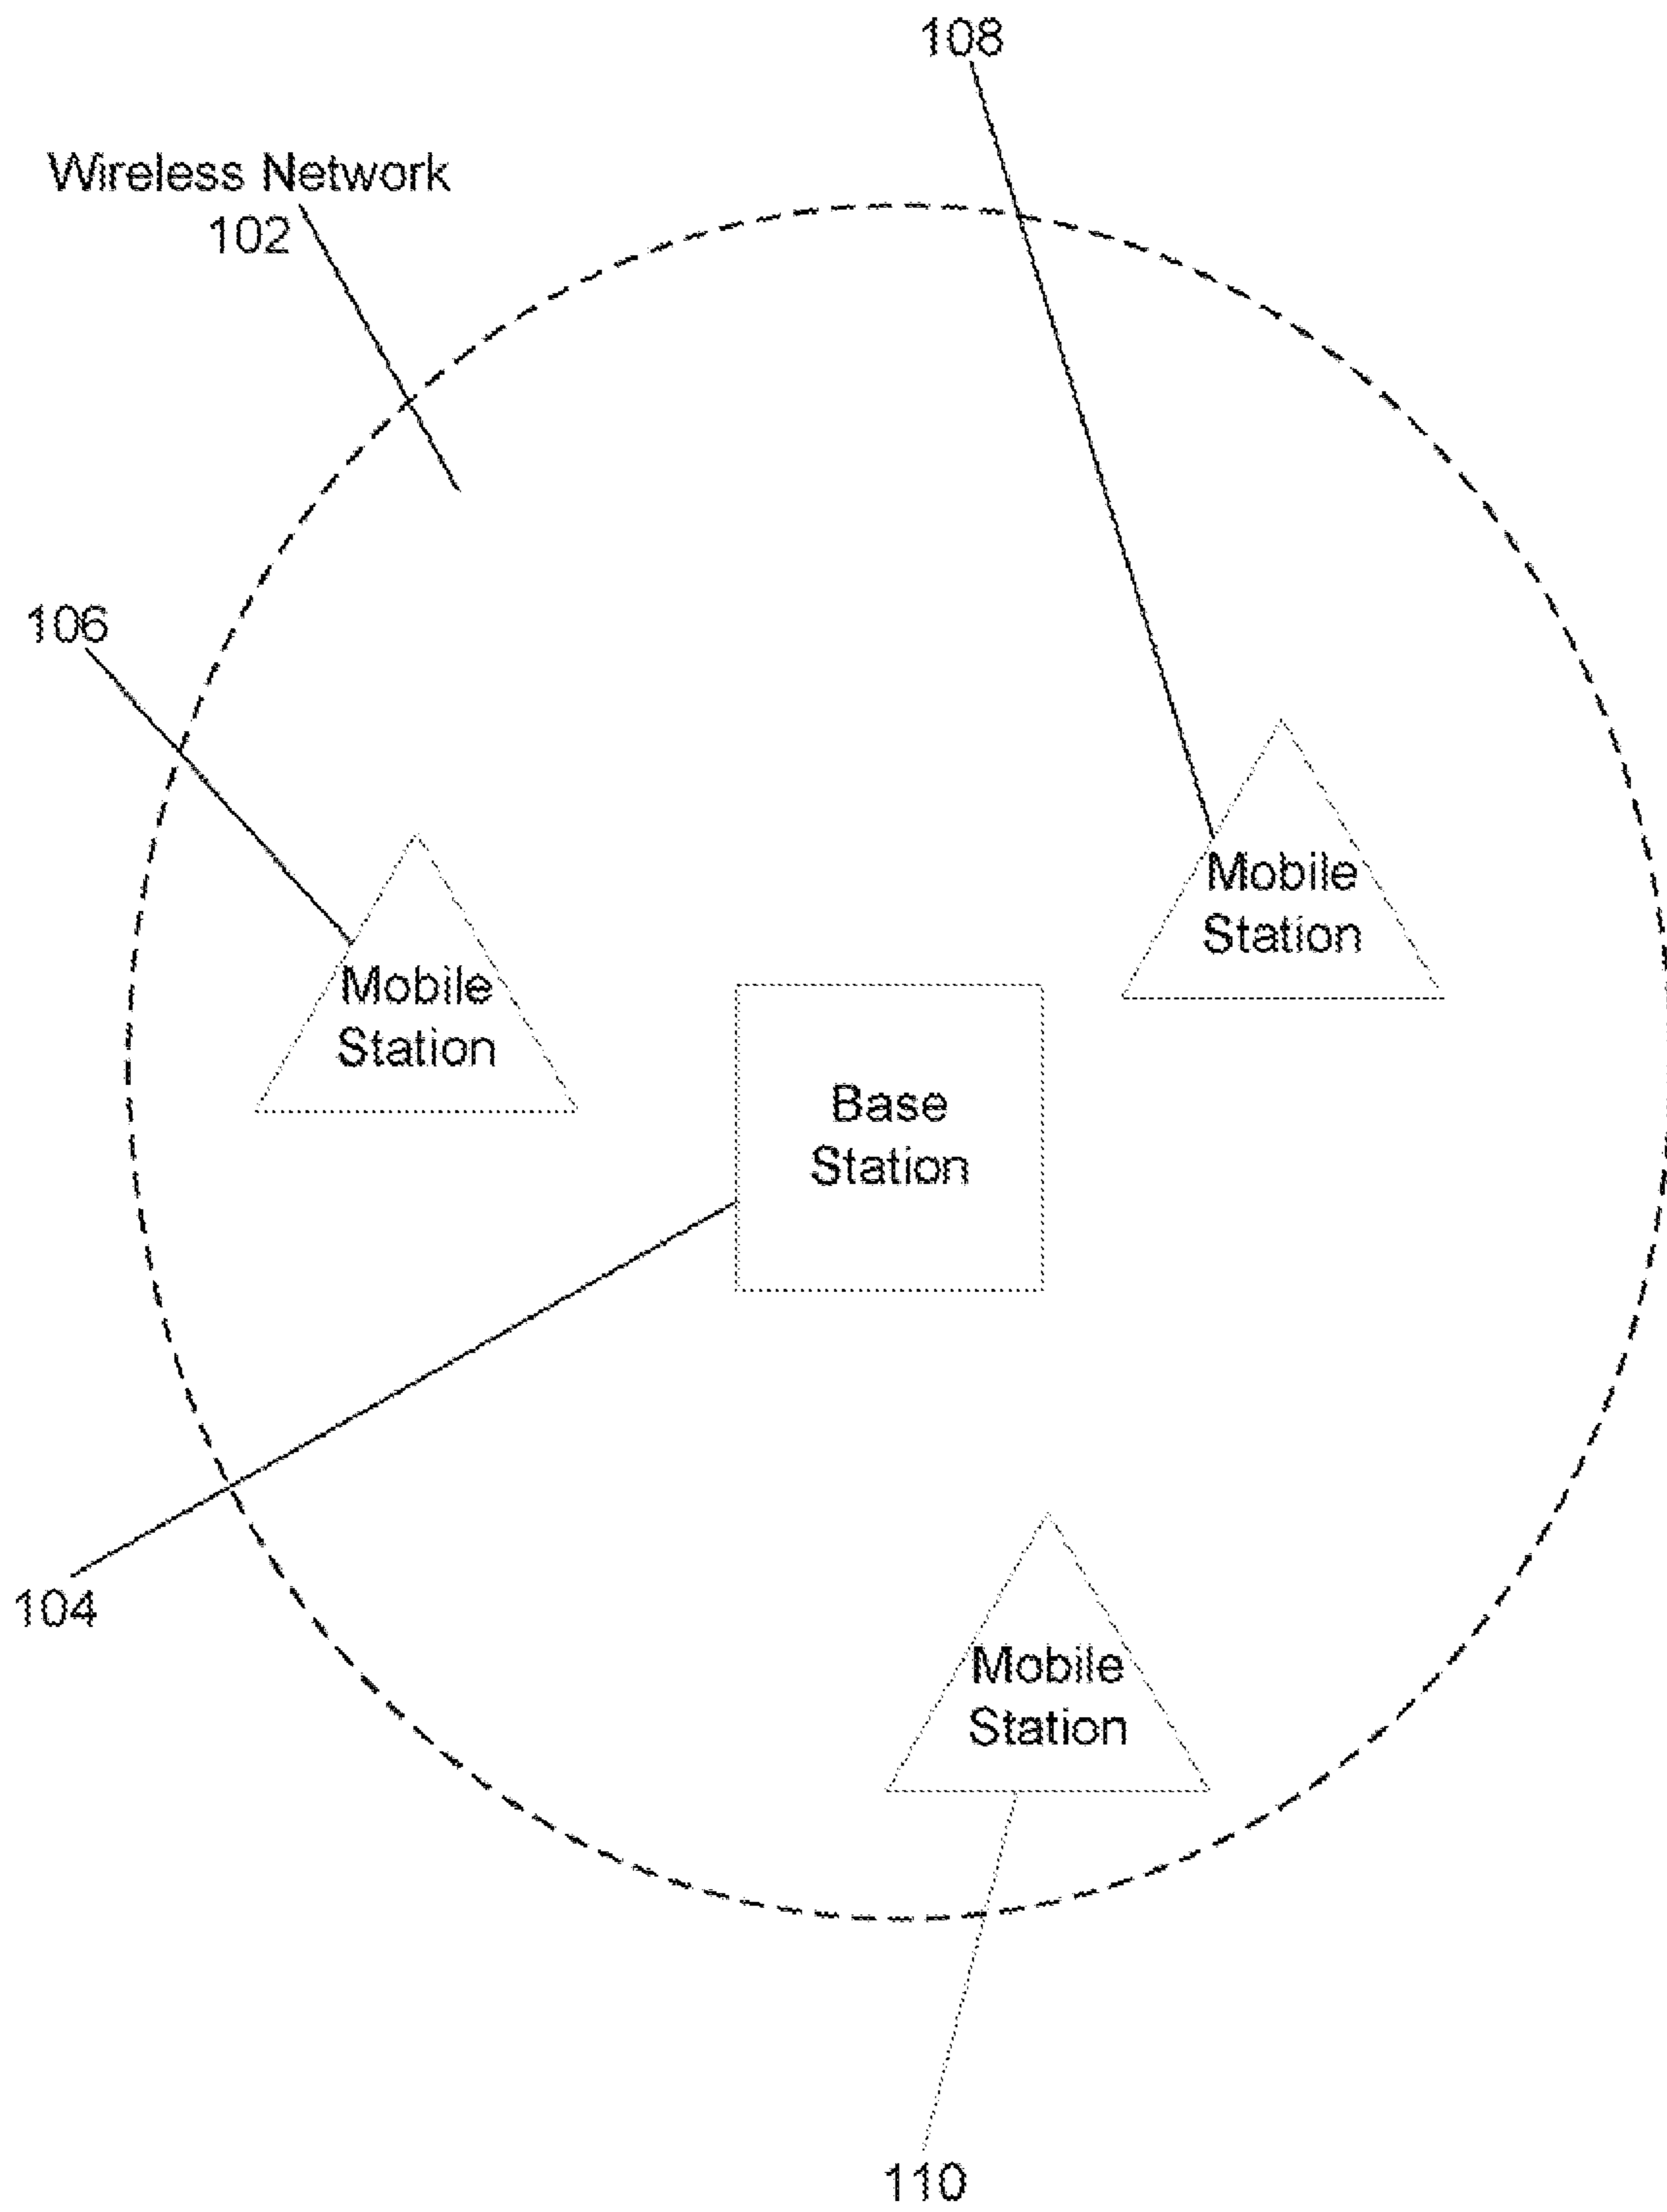 108
Wireless Network
102
106
Mobile
Station
Mobile
Station
Base
Station
104
Mobile
Station
110